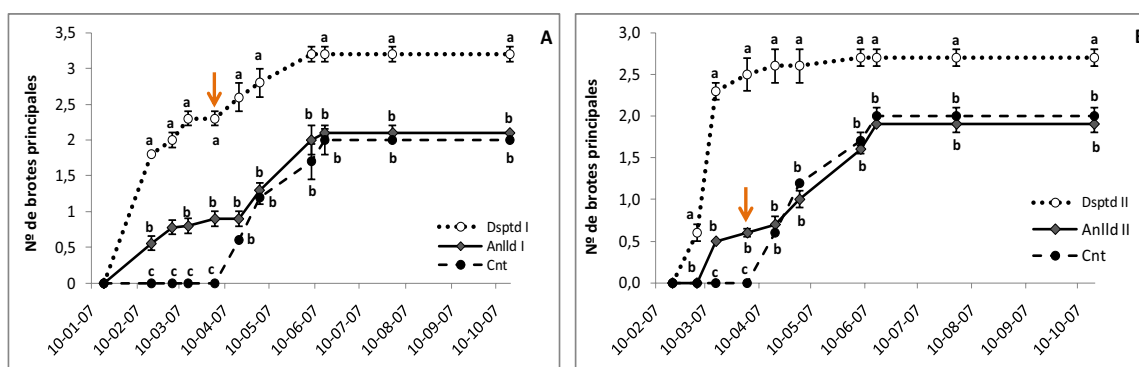 A
Nº de brotes principales
3,5
3
2,5
2
1,5
1
0,5
0
a a a a a a a a a
b b b b b b b b b
c c c c b b b b b b
Dsptd I
Anlld I
Cnt
10-01-07 10-02-07 10-03-07 10-04-07 10-05-07 10-06-07 10-07-07 10-08-07 10-09-07 10-10-07
Nº de brotes principales
3,0
2,5
2,0
1,5
1,0
0,5
0,0
a a a a a a a a a
b b b b b b b b b
c c b b b b b b
Dsptd II
Anlld II
Cnt
10-02-07 10-03-07 10-04-07 10-05-07 10-06-07 10-07-07 10-08-07 10-09-07 10-10-07